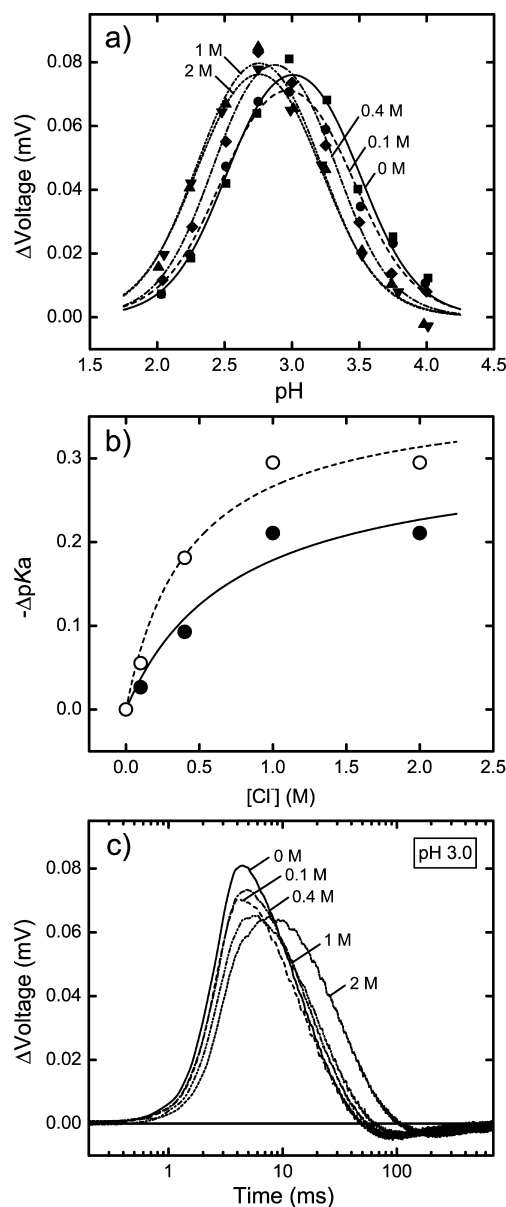 a)
1 M
2 M
0.4 M
0.1 M
0 M
0.08
0.06
0.04
0.02
0.00
ΔVoltage (mV)
1.5 2.0 2.5 3.0 3.5 4.0 4.5
pH
b)
0.3
0.2
0.1
0.0
-ΔpKa
0.0 0.5 1.0 1.5 2.0 2.5
[Cl⁻] (M)
c)
pH 3.0
0 M
0.1 M
0.4 M
1 M
2 M
0.08
0.06
0.04
0.02
0.00
ΔVoltage (mV)
1 10 100
Time (ms)